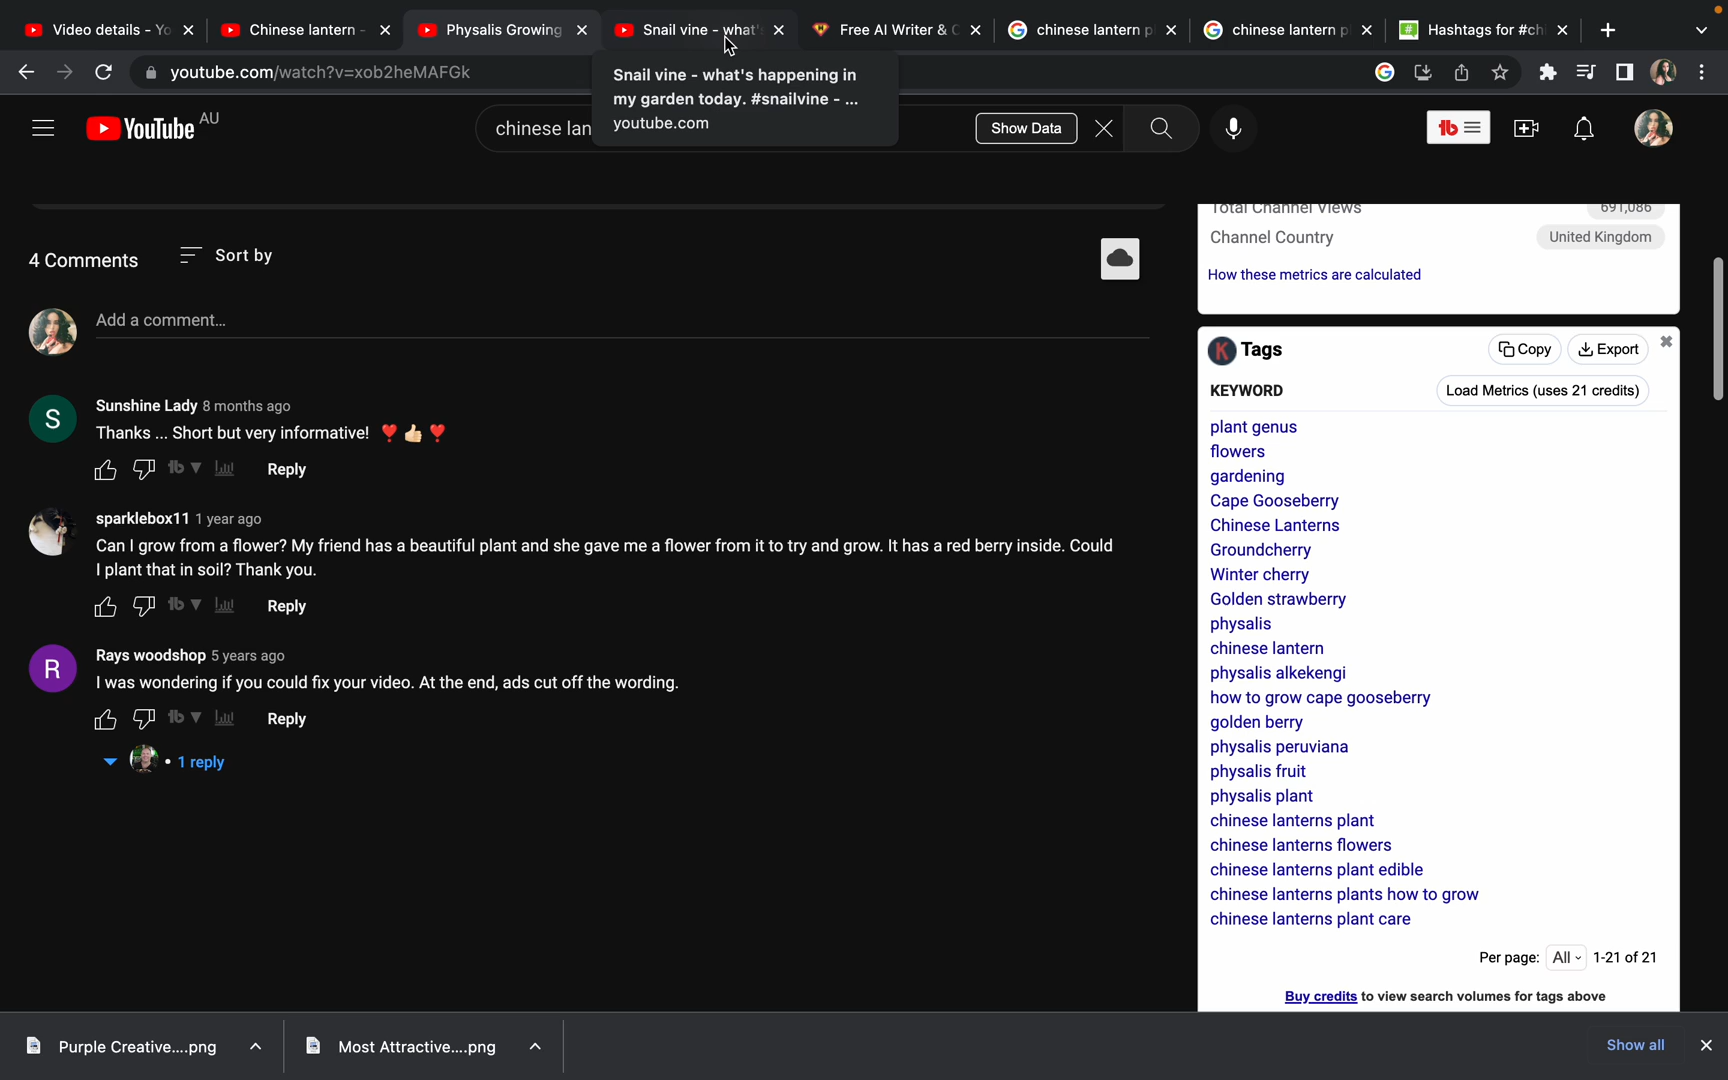 Video details - Yo
Chinese lantern -
Physalis Growing
Snail vine - what's
Free AI Writer & C
chinese lantern p
chinese lantern p
Hashtags for #ch
youtube.com/watch?v=xob2heMAFGk
Snail vine - what's happening in
my garden today. #snailvine - ...
youtube.com
YouTube AU
chinese lan
Show Data
tb
4 Comments
Sort by
Add a comment...
Sunshine Lady 8 months ago
Thanks ... Short but very informative! ❣️👍🏼❣️
tb
Reply
sparklebox11 1 year ago
Can I grow from a flower? My friend has a beautiful plant and she gave me a flower from it to try and grow. It has a red berry inside. Could
I plant that in soil? Thank you.
tb
Reply
Rays woodshop 5 years ago
I was wondering if you could fix your video. At the end, ads cut off the wording.
tb
Reply
• 1 reply
S
R
Total Channel Views 691,086
Channel Country United Kingdom
How these metrics are calculated
K Tags
Copy
Export
KEYWORD
Load Metrics (uses 21 credits)
plant genus
flowers
gardening
Cape Gooseberry
Chinese Lanterns
Groundcherry
Winter cherry
Golden strawberry
physalis
chinese lantern
physalis alkekengi
how to grow cape gooseberry
golden berry
physalis peruviana
physalis fruit
physalis plant
chinese lanterns plant
chinese lanterns flowers
chinese lanterns plant edible
chinese lanterns plants how to grow
chinese lanterns plant care
Per page: All 1-21 of 21
Buy credits to view search volumes for tags above
Purple Creative....png
Most Attractive....png
Show all